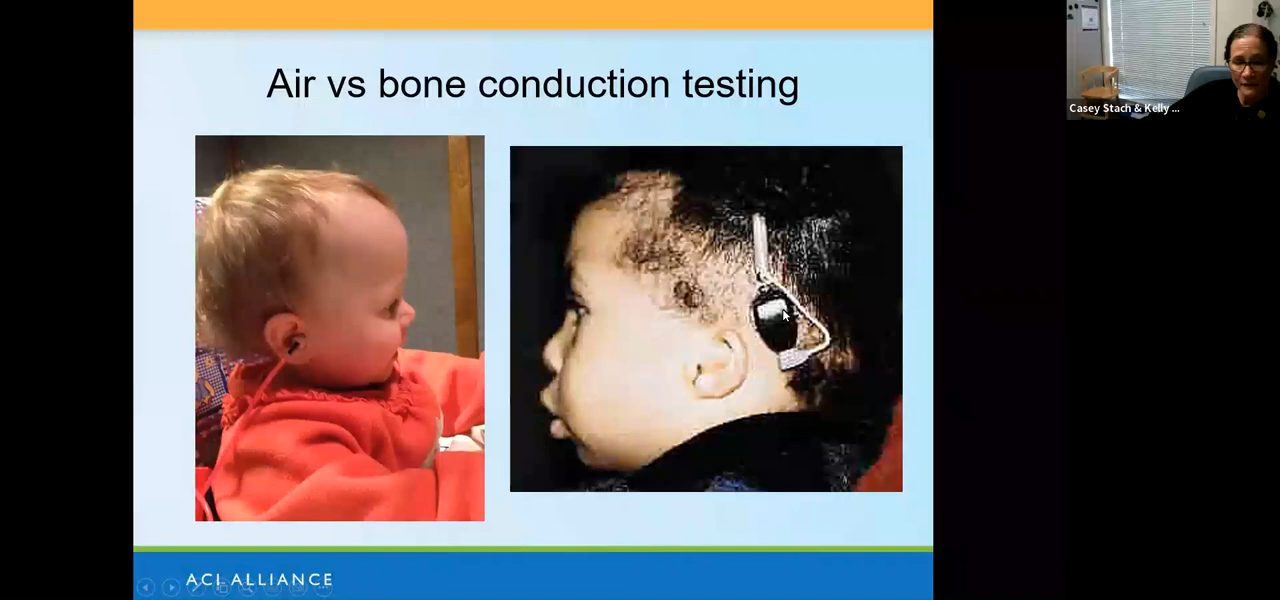 Air vs bone conduction testing
Casey Stach & Kelly ...
ACI ALLIANCE